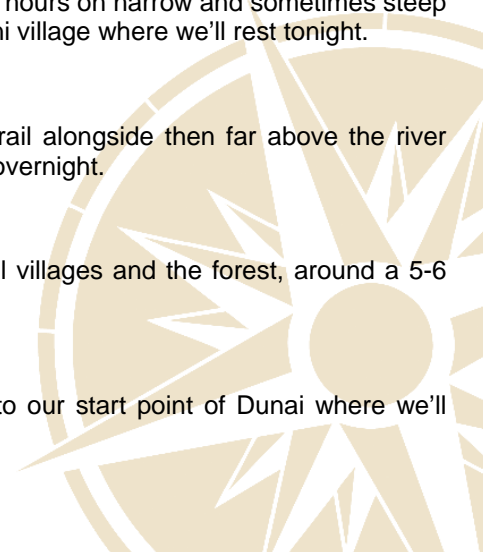 hours on narrow and sometimes steep
ni village where we'll rest tonight.
rail alongside then far above the river
overnight.
l villages and the forest, around a 5-6
to our start point of Dunai where we'll